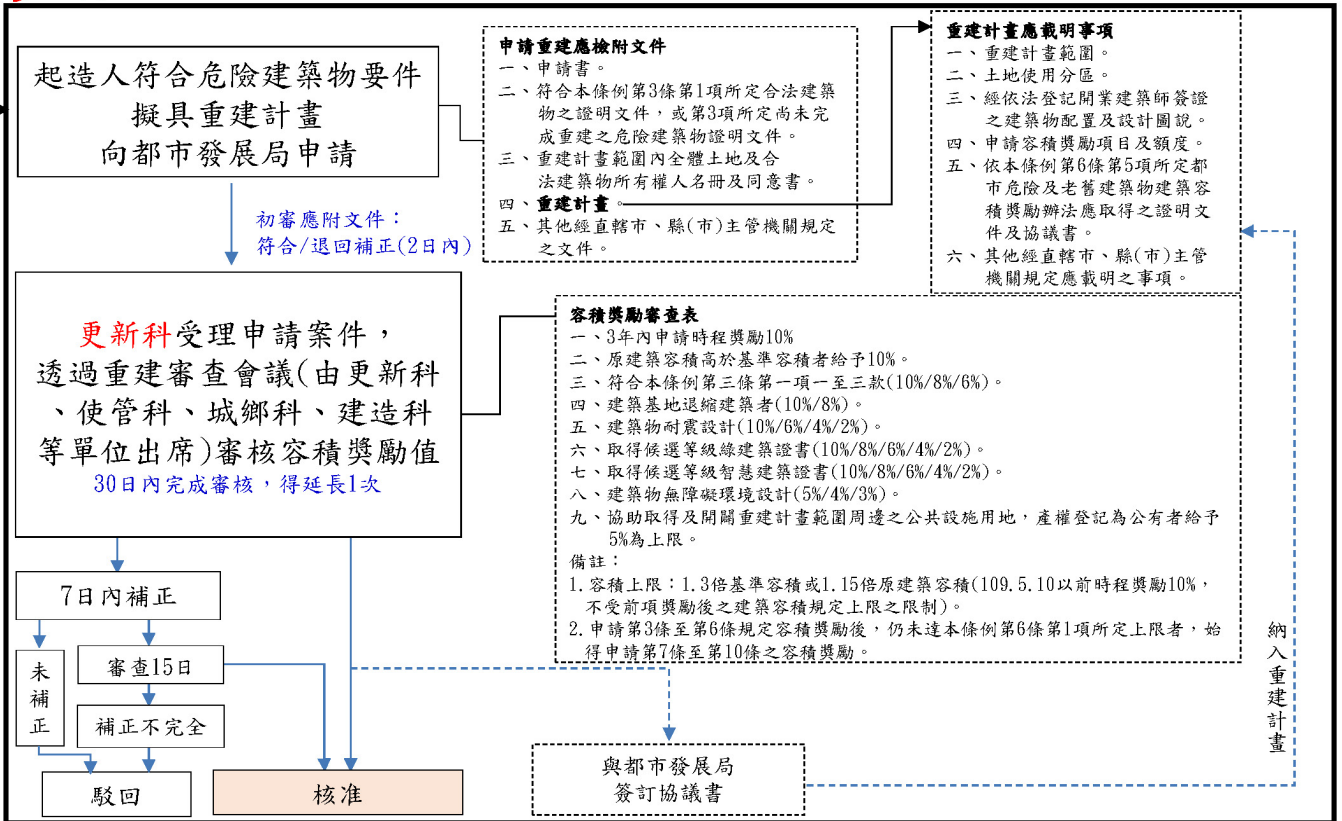 起造人符合危險建築物要件
擬具重建計畫
向都市發展局申請
初審應附文件：
符合/退回補正(2日內)
申請重建應檢附文件
一、申請書。
二、符合本條例第3條第1項所定合法建築
物之證明文件，或第3項所定尚未完
成重建之危險建築物證明文件。
三、重建計畫範圍內全體土地及合
法建築物所有權人名冊及同意書。
四、重建計畫。
五、其他經直轄市、縣(市)主管機關規定
之文件。
重建計畫應載明事項
一、重建計畫範圍。
二、土地使用分區。
三、經依法登記開業建築師簽證
之建築物配置及設計圖說。
四、申請容積獎勵項目及額度。
五、依本條例第6條第5項所定都
市危險及老舊建築物建築容
積獎勵辦法應取得之證明文
件及協議書。
六、其他經直轄市、縣(市)主管
機關規定應載明之事項。
更新科受理申請案件，
透過重建審查會議(由更新科
、使管科、城鄉科、建造科
等單位出席)審核容積獎勵值
30日內完成審核，得延長1次
容積獎勵審查表
一、3年內申請時程獎勵10%
二、原建築容積高於基準容積者給予10%。
三、符合本條例第三條第一項一至三款(10%/8%/6%)。
四、建築基地退縮建築者(10%/8%)。
五、建築物耐震設計(10%/6%/4%/2%)。
六、取得候選等級綠建築證書(10%/8%/6%/4%/2%)。
七、取得候選等級智慧建築證書(10%/8%/6%/4%/2%)。
八、建築物無障礙環境設計(5%/4%/3%)。
九、協助取得及開闢重建計畫範圍周邊之公共設施用地，產權登記為公有者給予
5%為上限。
備註：
1.容積上限：1.3倍基準容積或1.15倍原建築容積(109.5.10以前時程獎勵10%，
不受前項獎勵後之建築容積規定上限之限制)。
2.申請第3條至第6條規定容積獎勵後，仍未達本條例第6條第1項所定上限者，始
得申請第7條至第10條之容積獎勵。
7日內補正
未補正
審查15日
補正不完全
駁回
核准
與都市發展局
簽訂協議書
納入重建計畫